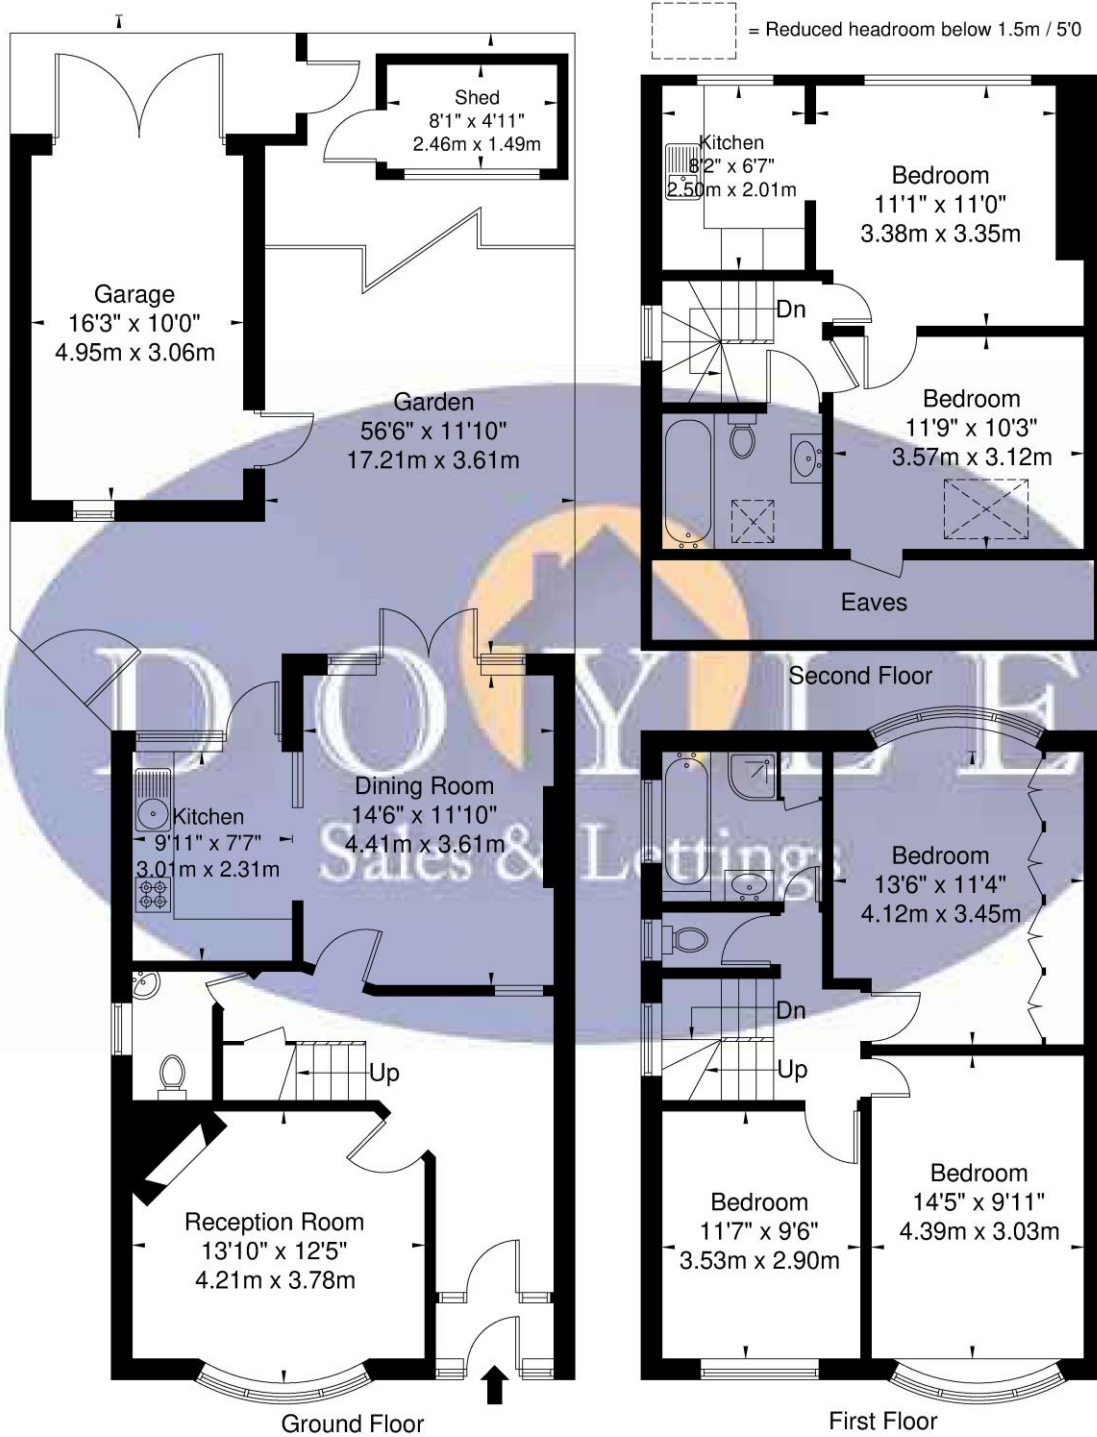 = Reduced headroom below 1.5m / 5'0
Shed
8'1" x 4'11"
2.46m x 1.49m
Garage
16'3" x 10'0"
4.95m x 3.06m
Garden
56'6" x 11'10"
17.21m x 3.61m
Kitchen
8'2" x 6'7"
2.50m x 2.01m
Bedroom
11'1" x 11'0"
3.38m x 3.35m
Dn
Bedroom
11'9" x 10'3"
3.57m x 3.12m
Eaves
Second Floor
DOYLE
Sales & Lettings
Kitchen
9'11" x 7'7"
3.01m x 2.31m
Dining Room
14'6" x 11'10"
4.41m x 3.61m
Up
Reception Room
13'10" x 12'5"
4.21m x 3.78m
Ground Floor
Bedroom
13'6" x 11'4"
4.12m x 3.45m
Dn
Up
Bedroom
11'7" x 9'6"
3.53m x 2.90m
Bedroom
14'5" x 9'11"
4.39m x 3.03m
First Floor